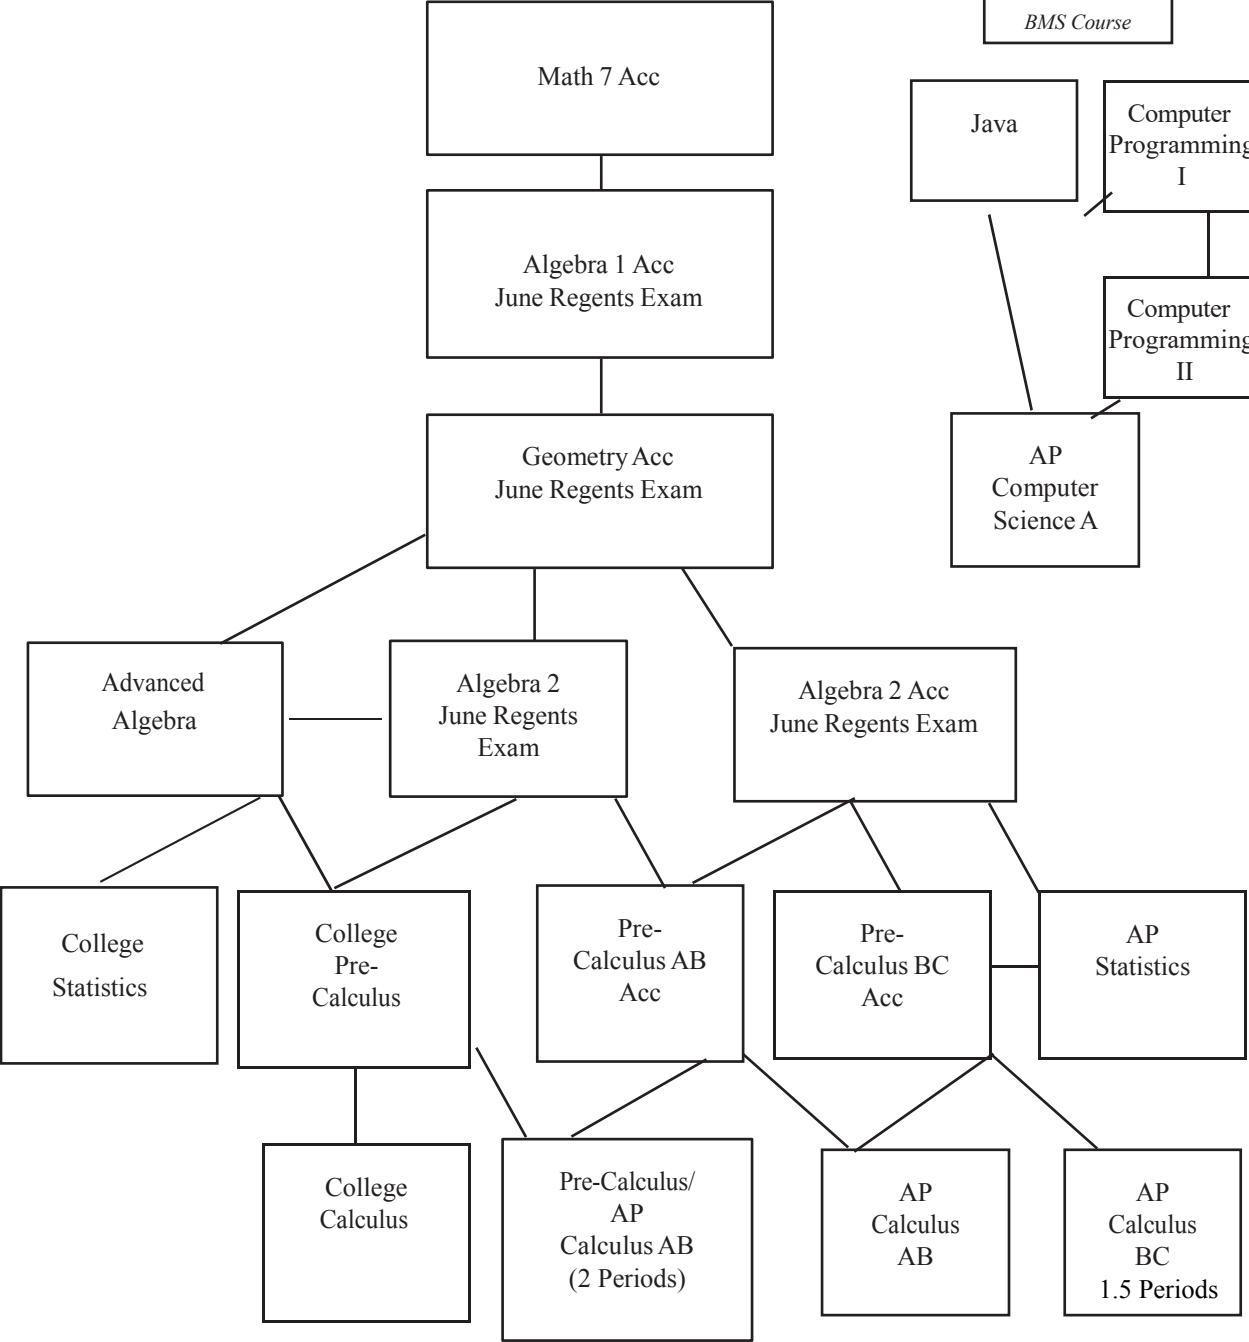 BMS Course
Math 7 Acc
Java
Computer
Programming
I
Algebra 1 Acc
June Regents Exam
Computer
Programming
II
Geometry Acc
June Regents Exam
AP
Computer
Science A
Advanced
Algebra
Algebra 2
June Regents
Exam
Algebra 2 Acc
June Regents Exam
College
Statistics
College
Pre-
Calculus
Pre-
Calculus AB
Acc
Pre-
Calculus BC
Acc
AP
Statistics
College
Calculus
Pre-Calculus/
AP
Calculus AB
(2 Periods)
AP
Calculus
AB
AP
Calculus
BC
1.5 Periods